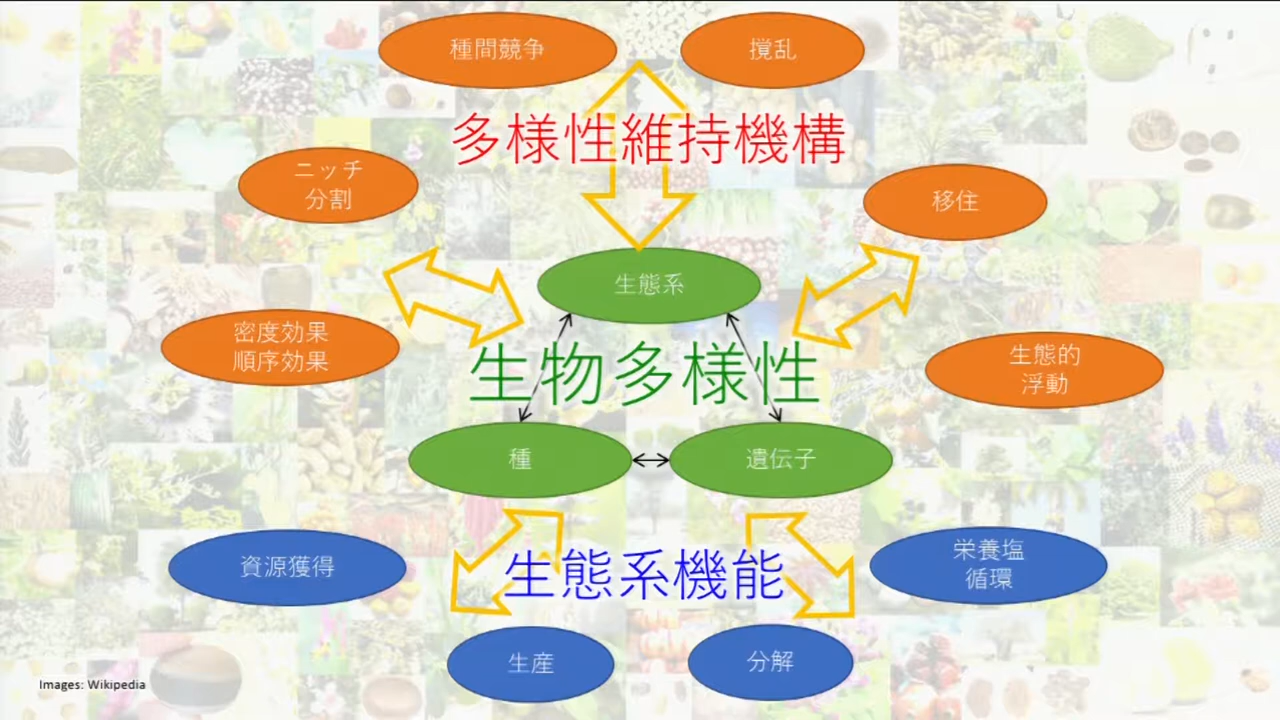 種間競争
撹乱
多様性維持機構
ニッチ
分割
移住
生態系
密度効果
順序効果
生物多様性
生態的
浮動
種
遺伝子
資源獲得
生態系機能
栄養塩
循環
生産
分解
Images: Wikipedia